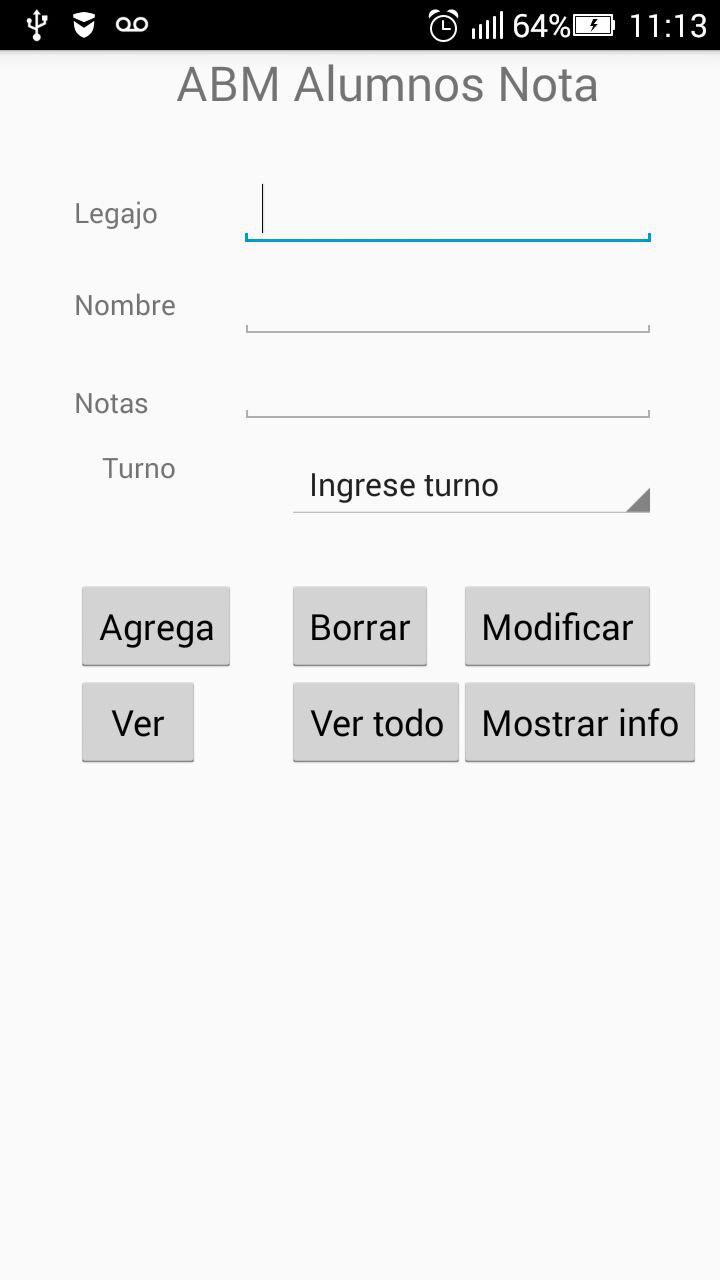 64% 11:13
ABM Alumnos Nota
Legajo
Nombre
Notas
Turno
Ingrese turno
Agrega Borrar Modificar
Ver Ver todo Mostrar info